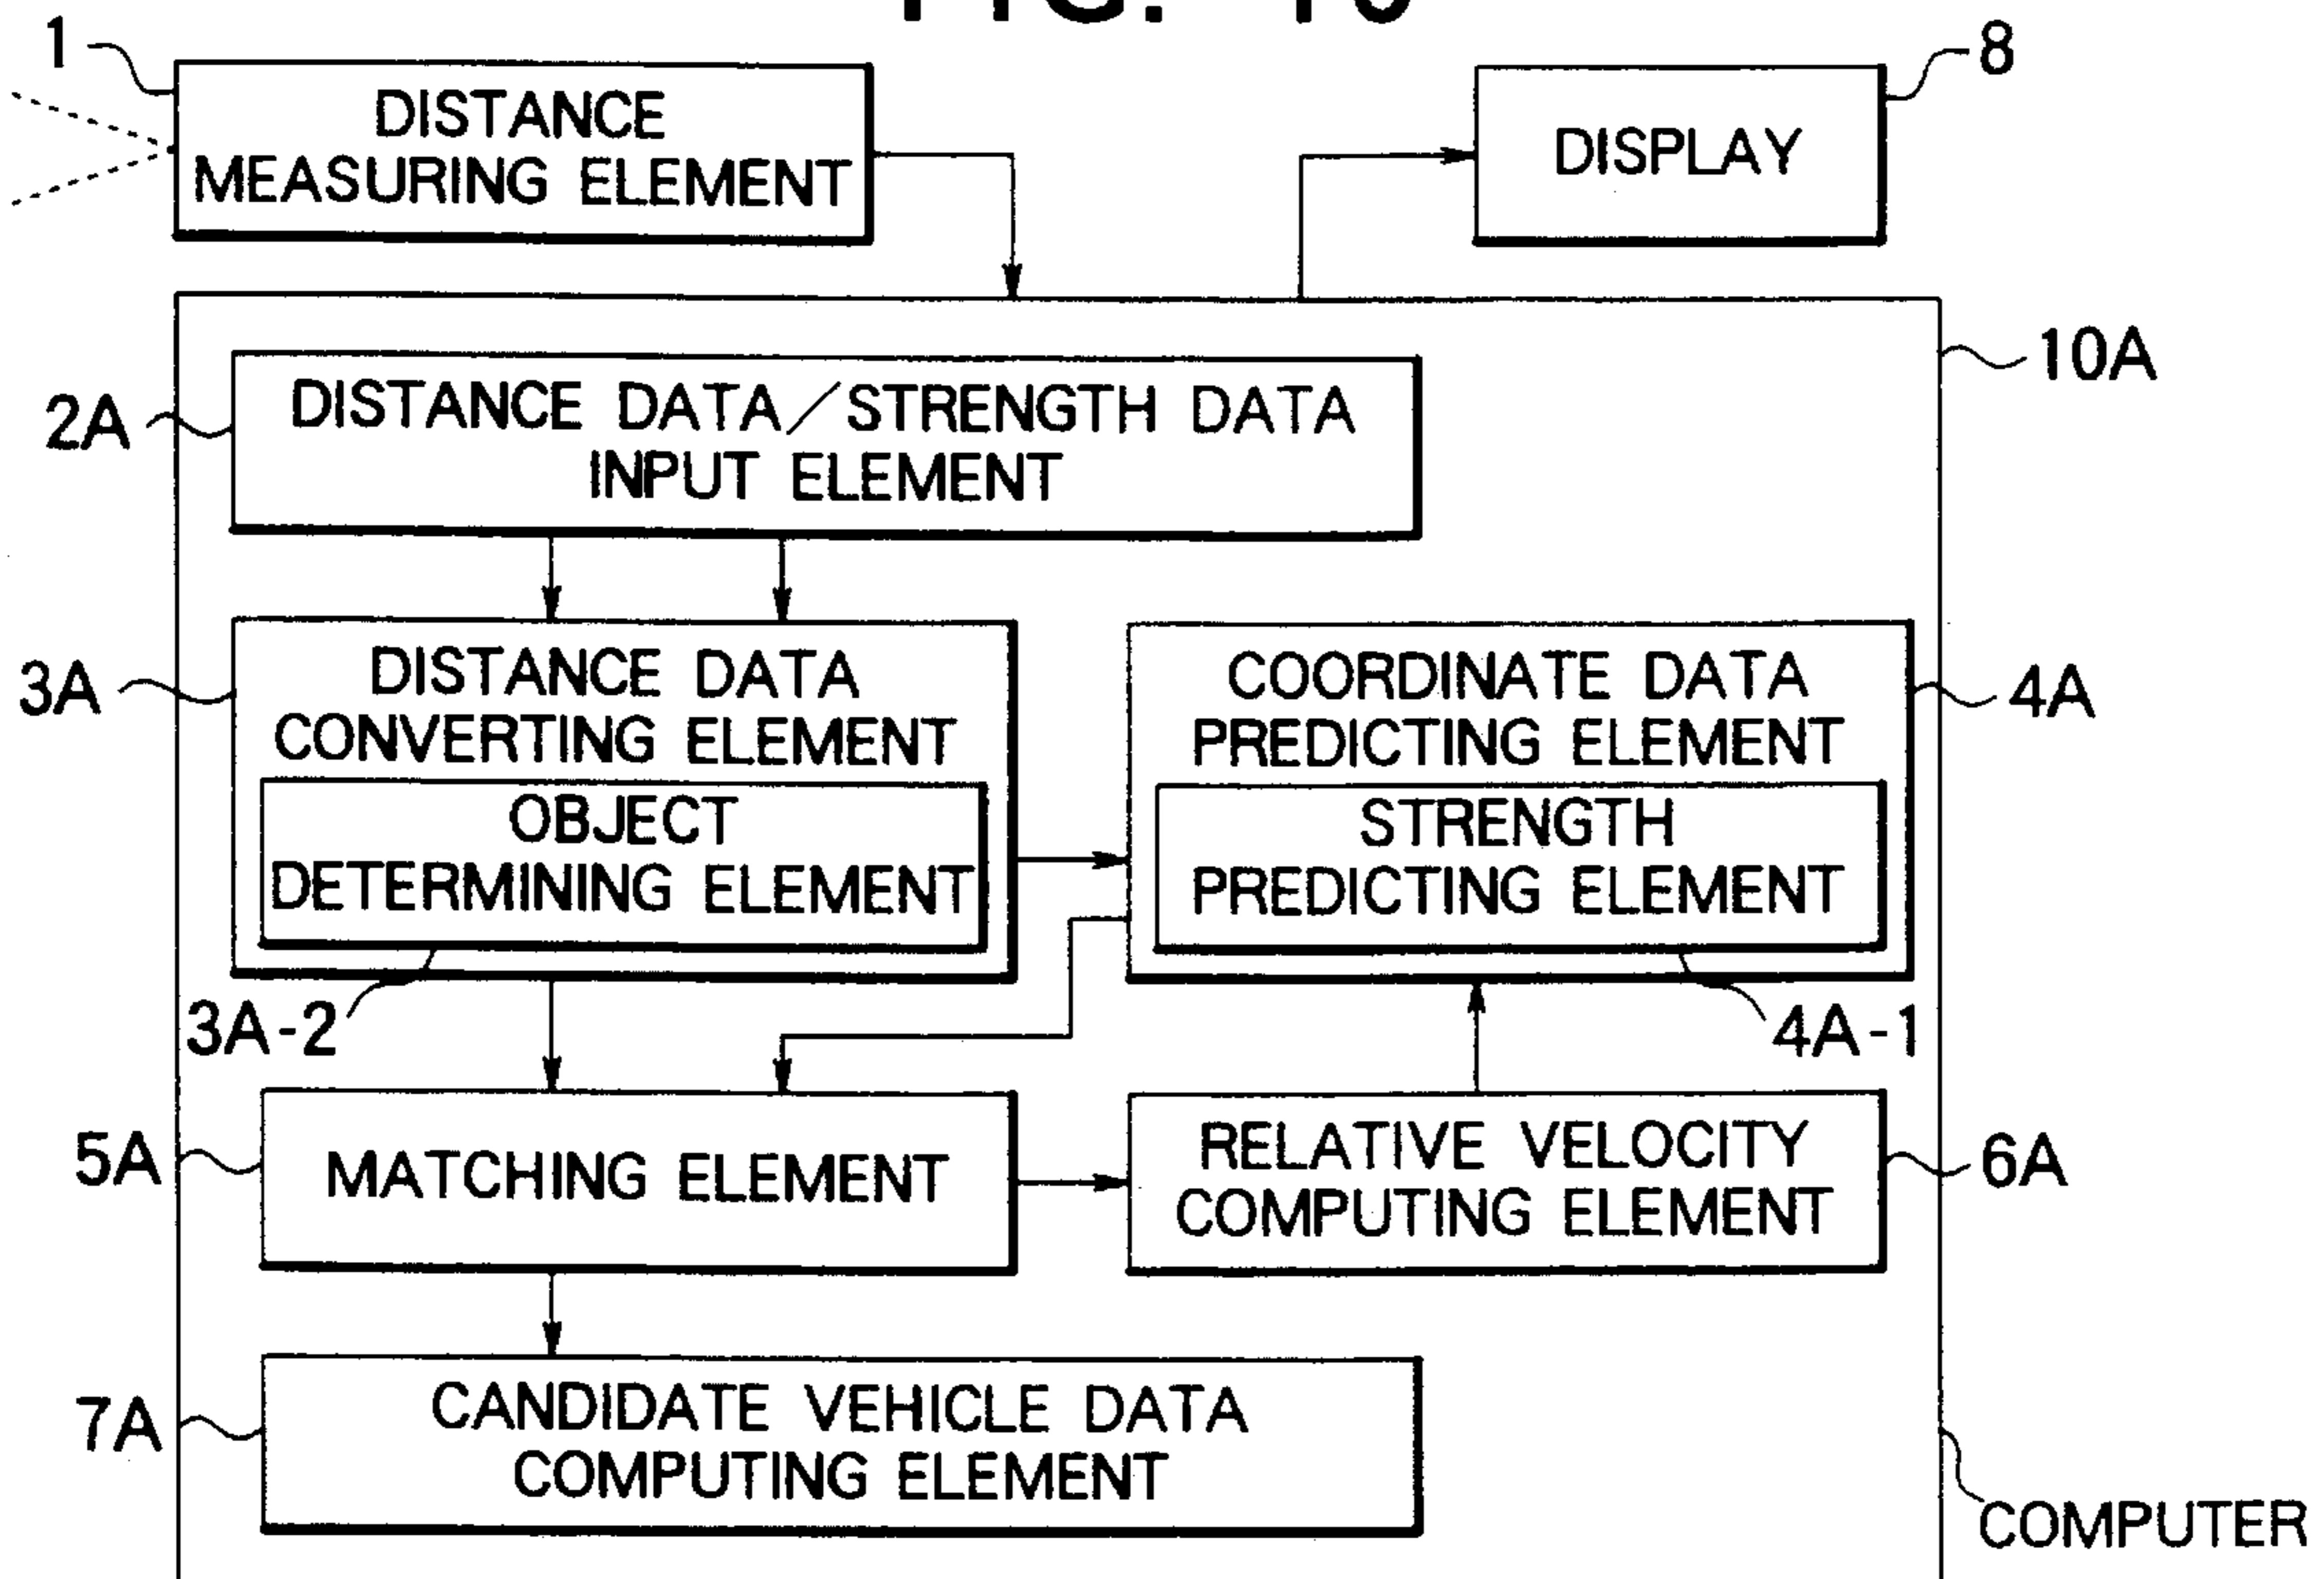 1
DISTANCE
MEASURING ELEMENT
DISPLAY
8
10A
2A
DISTANCE DATA/STRENGTH DATA
INPUT ELEMENT
3A
DISTANCE DATA
CONVERTING ELEMENT
OBJECT
DETERMINING ELEMENT
3A-2
COORDINATE DATA
PREDICTING ELEMENT
STRENGTH
PREDICTING ELEMENT
4A
4A-1
5A
MATCHING ELEMENT
RELATIVE VELOCITY
COMPUTING ELEMENT
6A
7A
CANDIDATE VEHICLE DATA
COMPUTING ELEMENT
COMPUTER